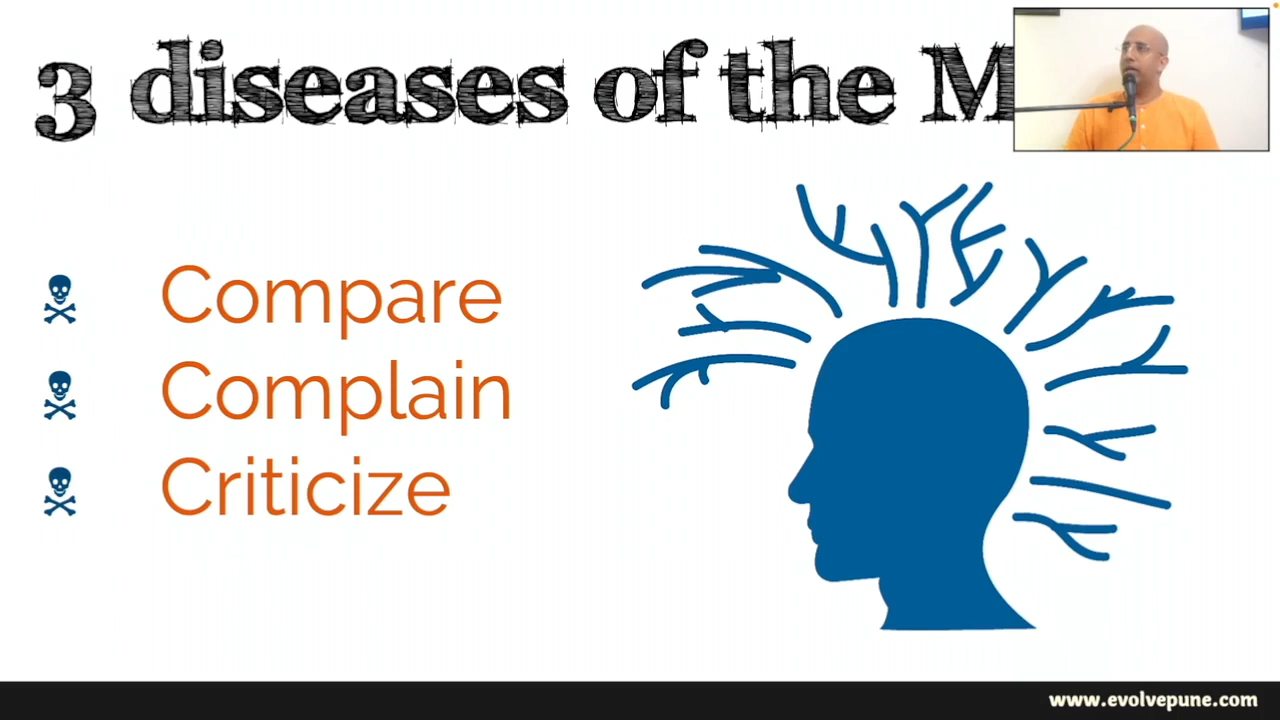 3 diseases of the M
Compare
Complain
Criticize
www.evolvepune.com